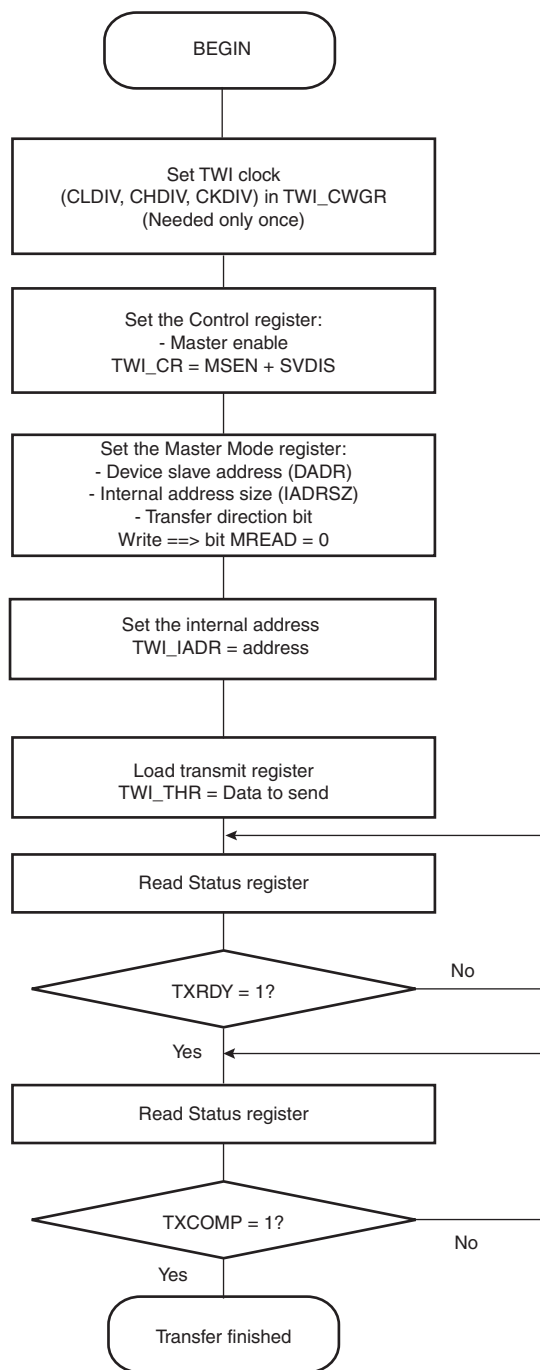 BEGIN
Set TWI clock
(CLDIV, CHDIV, CKDIV) in TWI_CWGR
(Needed only once)
Set the Control register:
- Master enable
TWI_CR = MSEN + SVDIS
Set the Master Mode register:
- Device slave address (DADR)
- Internal address size (IADRSZ)
- Transfer direction bit
Write ==> bit MREAD = 0
Set the internal address
TWI_IADR = address
Load transmit register
TWI_THR = Data to send
Read Status register
TXRDY = 1?
No
Yes
Read Status register
TXCOMP = 1?
No
Yes
Transfer finished